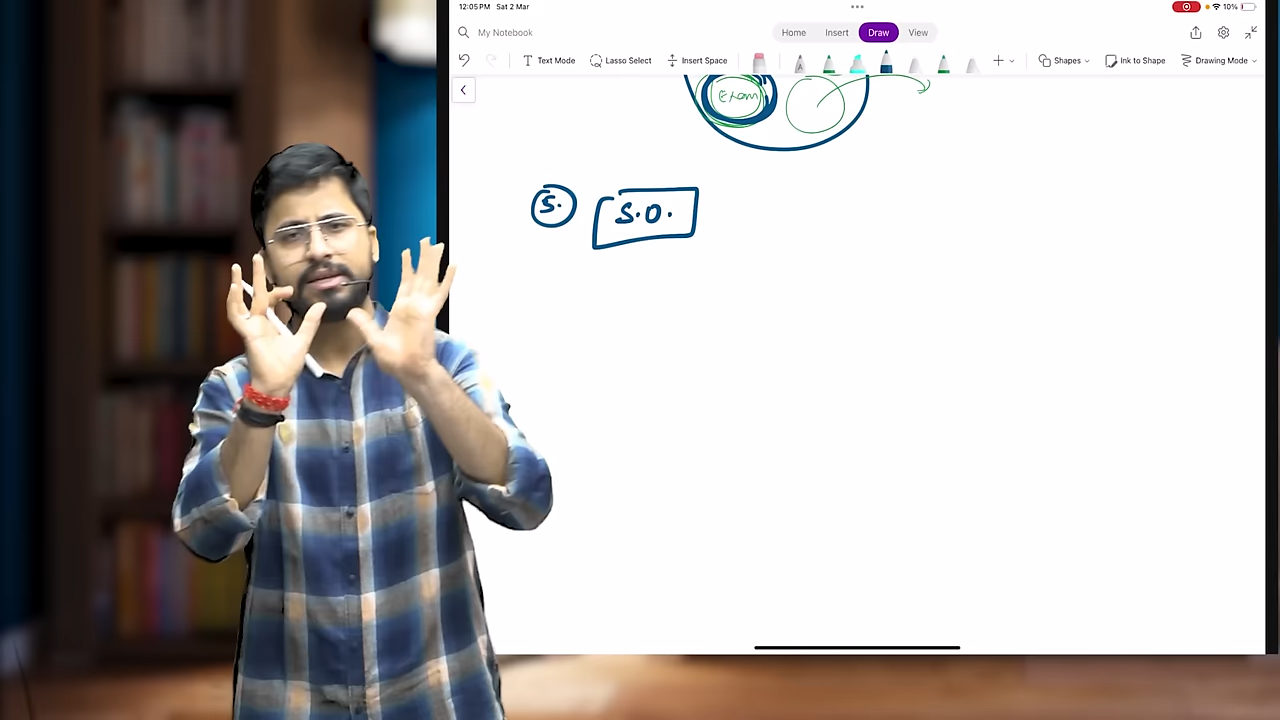 12:05 PM Sat 2 Mar
10%
My Notebook
Home Insert Draw View
Text Mode Lasso Select Insert Space Shapes Ink to Shape Drawing Mode
Exam
S. S.O.